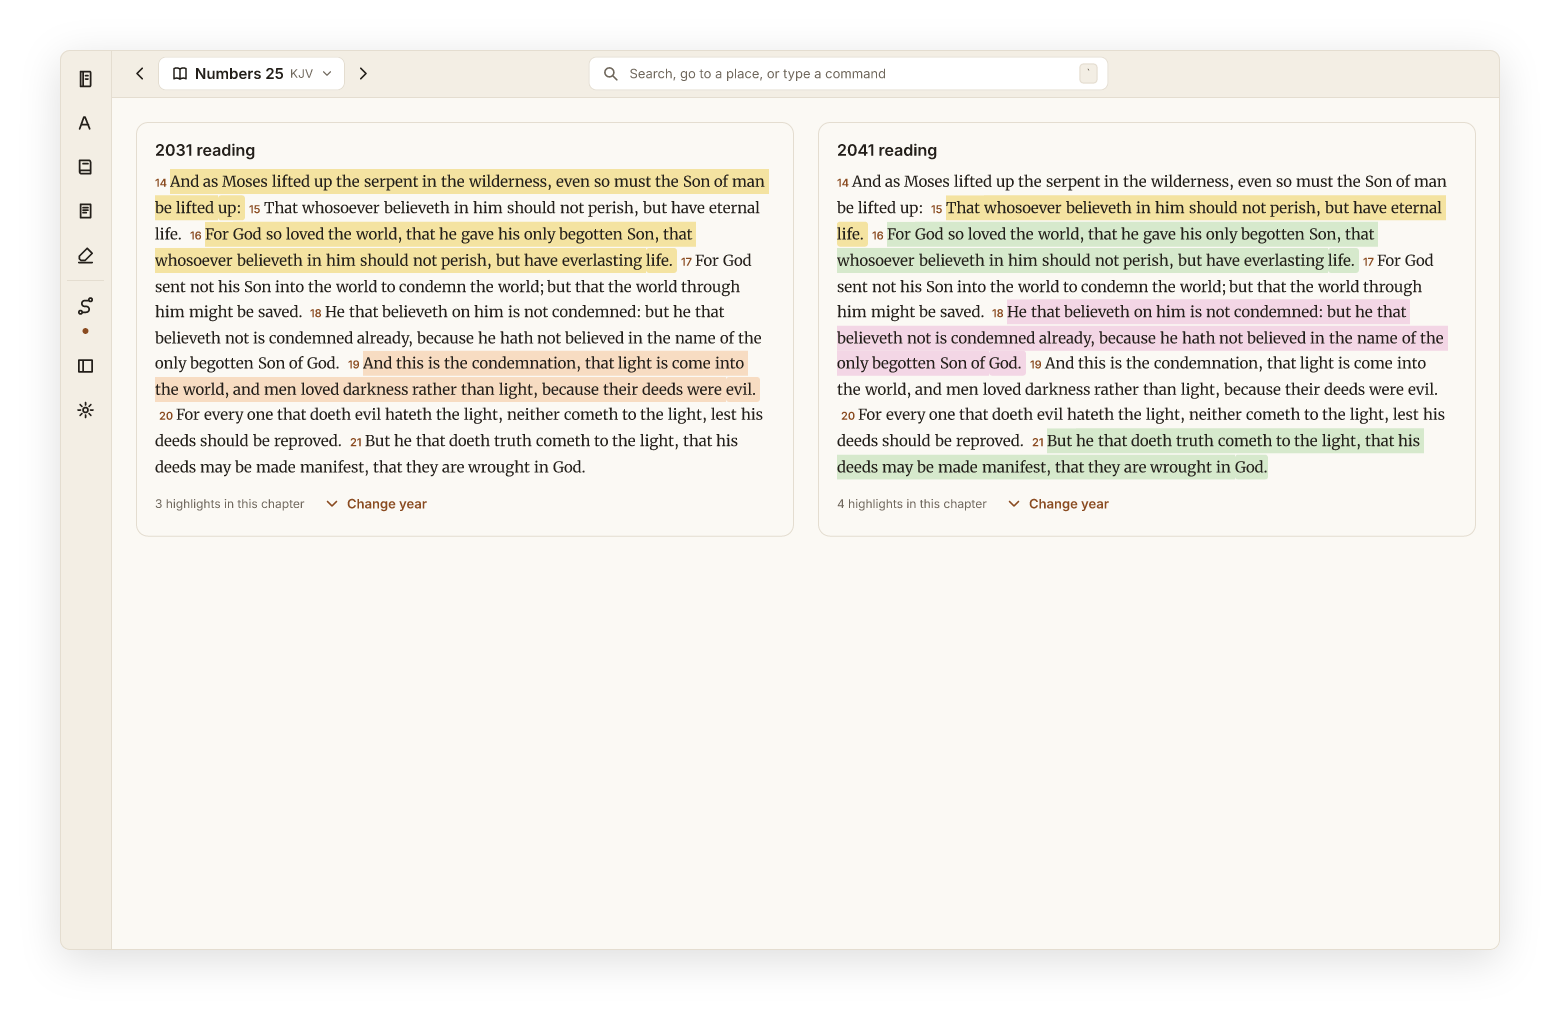 Numbers 25 KJV
Search, go to a place, or type a command
2031 reading
14 And as Moses lifted up the serpent in the wilderness, even so must the Son of man
be lifted up: 15 That whosoever believeth in him should not perish, but have eternal
life. 16 For God so loved the world, that he gave his only begotten Son, that
whosoever believeth in him should not perish, but have everlasting life. 17 For God
sent not his Son into the world to condemn the world; but that the world through
him might be saved. 18 He that believeth on him is not condemned: but he that
believeth not is condemned already, because he hath not believed in the name of the
only begotten Son of God. 19 And this is the condemnation, that light is come into
the world, and men loved darkness rather than light, because their deeds were evil.
20 For every one that doeth evil hateth the light, neither cometh to the light, lest his
deeds should be reproved. 21 But he that doeth truth cometh to the light, that his
deeds may be made manifest, that they are wrought in God.
3 highlights in this chapter
Change year
2041 reading
14 And as Moses lifted up the serpent in the wilderness, even so must the Son of man
be lifted up: 15 That whosoever believeth in him should not perish, but have eternal
life. 16 For God so loved the world, that he gave his only begotten Son, that
whosoever believeth in him should not perish, but have everlasting life. 17 For God
sent not his Son into the world to condemn the world; but that the world through
him might be saved. 18 He that believeth on him is not condemned: but he that
believeth not is condemned already, because he hath not believed in the name of the
only begotten Son of God. 19 And this is the condemnation, that light is come into
the world, and men loved darkness rather than light, because their deeds were evil.
20 For every one that doeth evil hateth the light, neither cometh to the light, lest his
deeds should be reproved. 21 But he that doeth truth cometh to the light, that his
deeds may be made manifest, that they are wrought in God.
4 highlights in this chapter
Change year